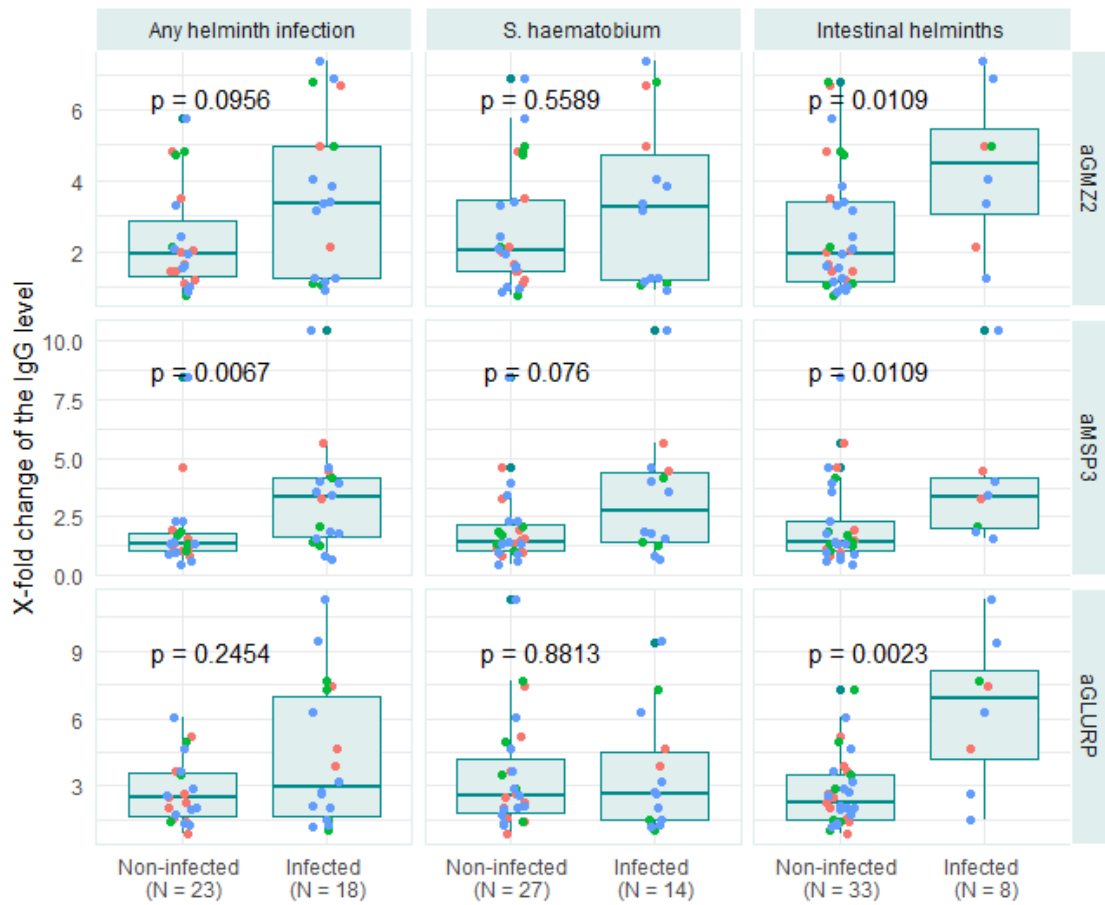 Any helminth infection
S. haematobium
Intestinal helminths
X-fold change of the IgG level
6
4
2
p = 0.0956
p = 0.5589
p = 0.0109
aGMZ2
10.0
7.5
5.0
2.5
0.0
p = 0.0067
p = 0.076
p = 0.0109
aMSP3
9
6
3
p = 0.2454
p = 0.8813
p = 0.0023
aGLURP
Non-infected
(N = 23)
Infected
(N = 18)
Non-infected
(N = 27)
Infected
(N = 14)
Non-infected
(N = 33)
Infected
(N = 8)